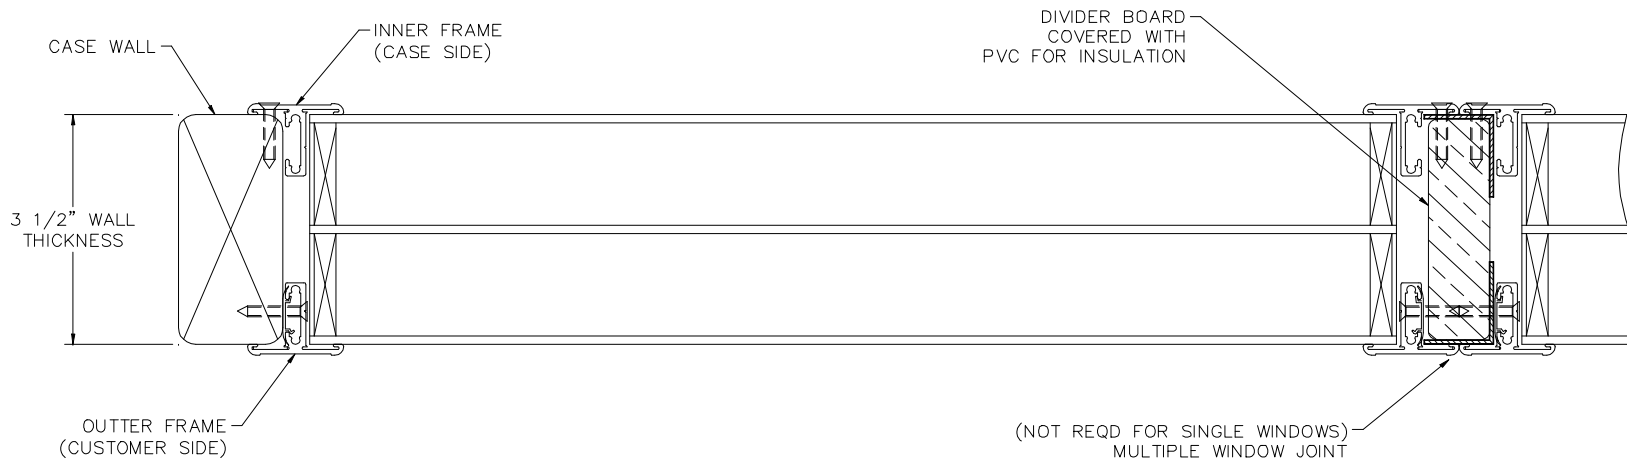 DIVIDER BOARD
COVERED WITH
PVC FOR INSULATION
INNER FRAME
(CASE SIDE)
CASE WALL
3 1/2" WALL
THICKNESS
OUTTER FRAME
(CUSTOMER SIDE)
(NOT REQD FOR SINGLE WINDOWS)
MULTIPLE WINDOW JOINT